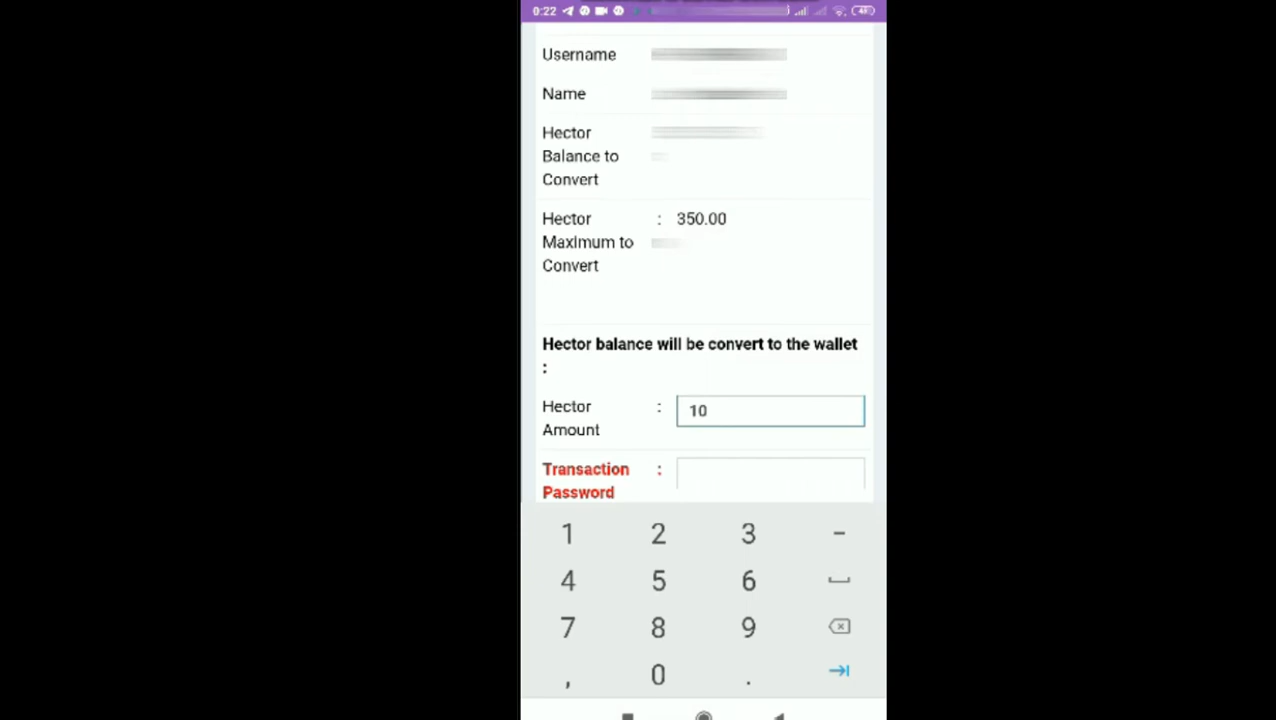 0:22
Username
Name
Hector
Balance to
Convert
Hector : 350.00
Maximum to
Convert
Hector balance will be convert to the wallet
:
Hector : 10
Amount
Transaction :
Password
1 2 3 -
4 5 6
7 8 9
, 0 .